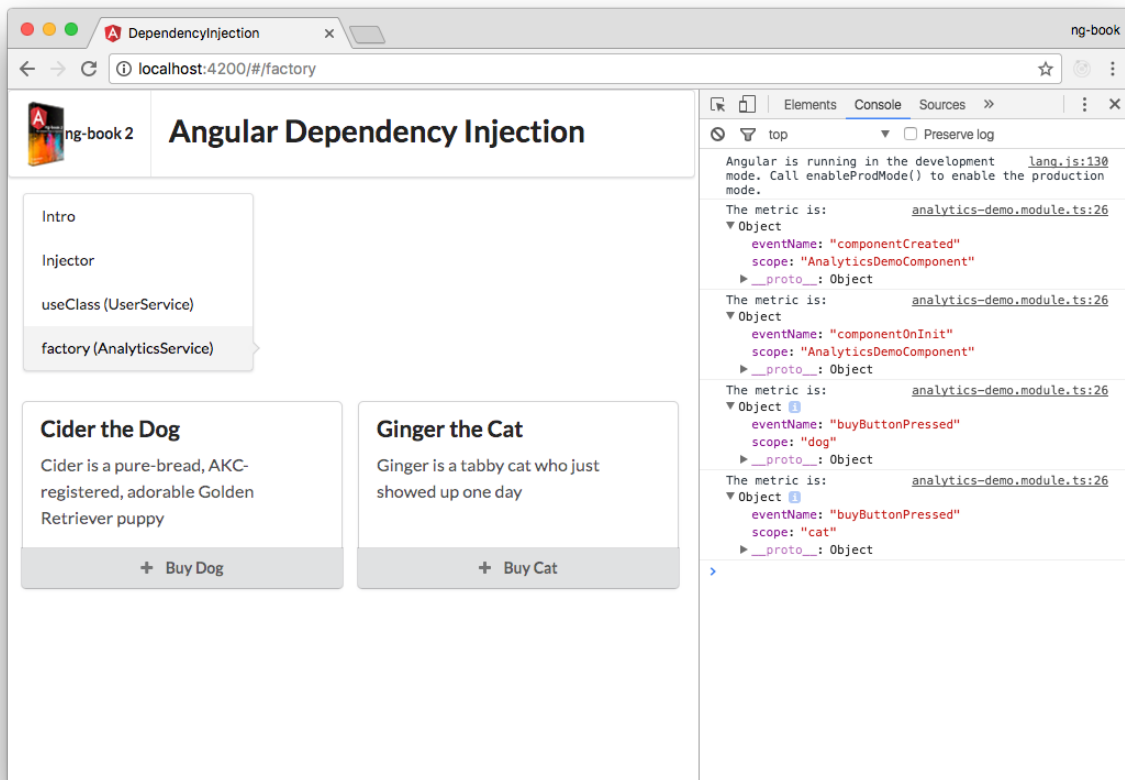 DependencyInjection
ng-book
localhost:4200/#/factory
ng-book 2
Angular Dependency Injection
Intro
Injector
useClass (UserService)
factory (AnalyticsService)
Cider the Dog
Cider is a pure-bread, AKC-
registered, adorable Golden
Retriever puppy
+ Buy Dog
Ginger the Cat
Ginger is a tabby cat who just
showed up one day
+ Buy Cat
Elements Console Sources »
top Preserve log
Angular is running in the development lang.js:130
mode. Call enableProdMode() to enable the production
mode.
The metric is: analytics-demo.module.ts:26
▼Object
eventName: "componentCreated"
scope: "AnalyticsDemoComponent"
▶__proto__: Object
The metric is: analytics-demo.module.ts:26
▼Object
eventName: "componentOnInit"
scope: "AnalyticsDemoComponent"
▶__proto__: Object
The metric is: analytics-demo.module.ts:26
▼Object i
eventName: "buyButtonPressed"
scope: "dog"
▶__proto__: Object
The metric is: analytics-demo.module.ts:26
▼Object i
eventName: "buyButtonPressed"
scope: "cat"
▶__proto__: Object
>